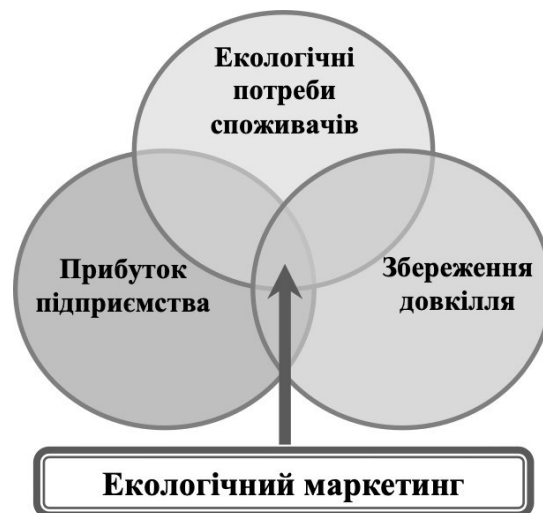 Екологічні
потреби
споживачів
Прибуток
підприємства
Збереження
довкілля
Екологічний маркетинг